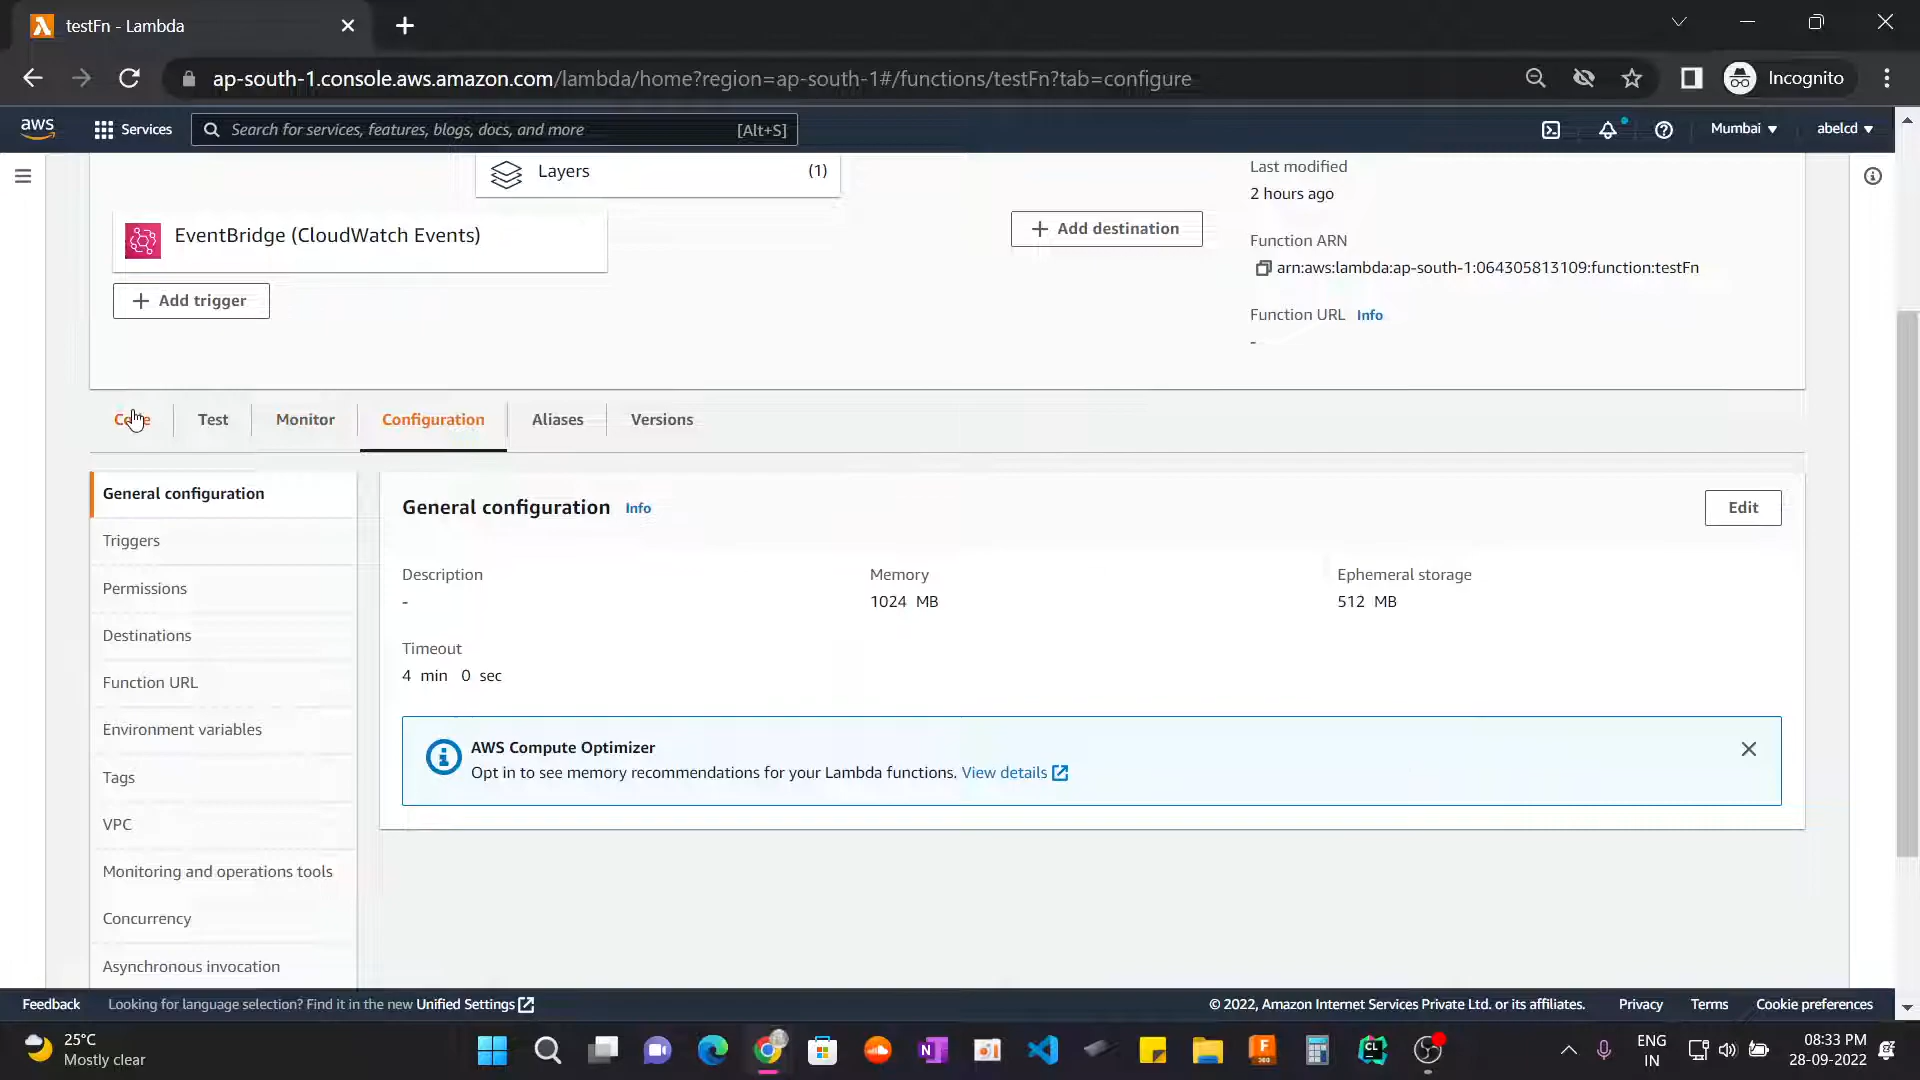 testFn - Lambda
ap-south-1.console.aws.amazon.com/lambda/home?region=ap-south-1#/functions/testFn?tab=configure
Incognito
aws
Services
Search for services, features, blogs, docs, and more
[Alt+S]
Mumbai
abelcd
Layers
(1)
Last modified
2 hours ago
EventBridge (CloudWatch Events)
Add destination
Function ARN
arn:aws:lambda:ap-south-1:064305813109:function:testFn
Add trigger
Function URL Info
-
Code
Test
Monitor
Configuration
Aliases
Versions
General configuration
Triggers
Permissions
Destinations
Function URL
Environment variables
Tags
VPC
Monitoring and operations tools
Concurrency
Asynchronous invocation
General configuration Info
Edit
Description
-
Memory
1024 MB
Ephemeral storage
512 MB
Timeout
4 min 0 sec
AWS Compute Optimizer
Opt in to see memory recommendations for your Lambda functions. View details
Feedback
Looking for language selection? Find it in the new Unified Settings
© 2022, Amazon Internet Services Private Ltd. or its affiliates.
Privacy
Terms
Cookie preferences
25°C
Mostly clear
ENG
IN
08:33 PM
28-09-2022